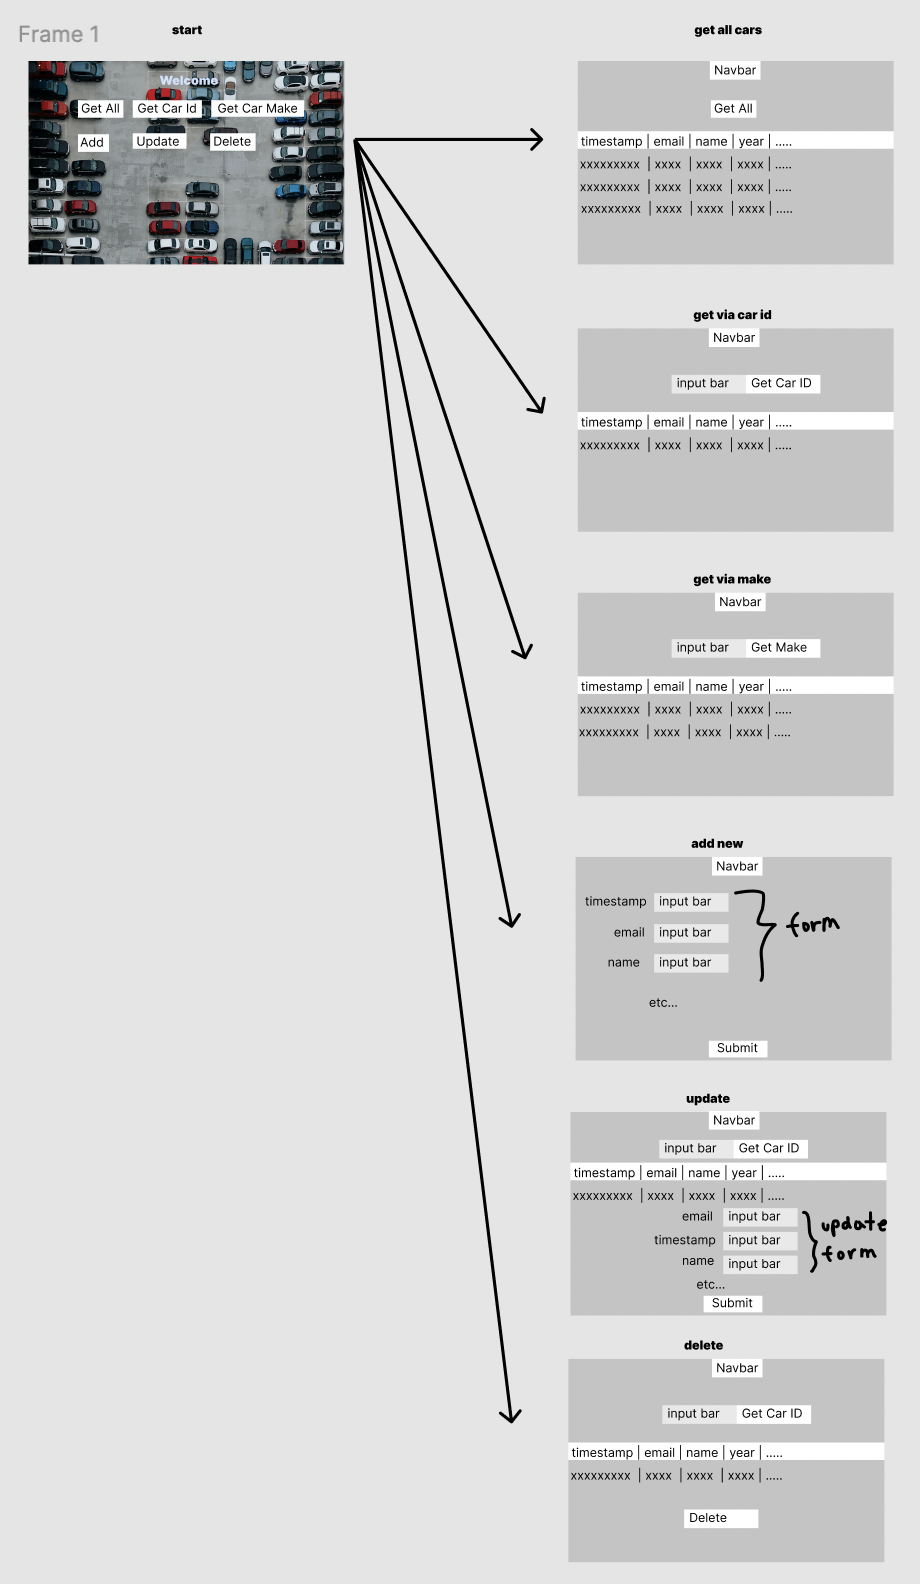 Frame 1
start
Welcome
Get All Get Car Id Get Car Make
Add Update Delete
get all cars
Navbar
Get All
timestamp | email | name | year | .....
xxxxxxxxx | xxxx | xxxx | xxxx | .....
xxxxxxxxx | xxxx | xxxx | xxxx | .....
xxxxxxxxx | xxxx | xxxx | xxxx | .....
get via car id
Navbar
input bar Get Car ID
timestamp | email | name | year | .....
xxxxxxxxx | xxxx | xxxx | xxxx | .....
get via make
Navbar
input bar Get Make
timestamp | email | name | year | .....
xxxxxxxxx | xxxx | xxxx | xxxx | .....
xxxxxxxxx | xxxx | xxxx | xxxx | .....
add new
Navbar
timestamp input bar
email input bar
name input bar
form
etc...
Submit
update
Navbar
input bar Get Car ID
timestamp | email | name | year | .....
xxxxxxxxx | xxxx | xxxx | xxxx | .....
email input bar
timestamp input bar
name input bar
update
form
etc...
Submit
delete
Navbar
input bar Get Car ID
timestamp | email | name | year | .....
xxxxxxxxx | xxxx | xxxx | xxxx | .....
Delete